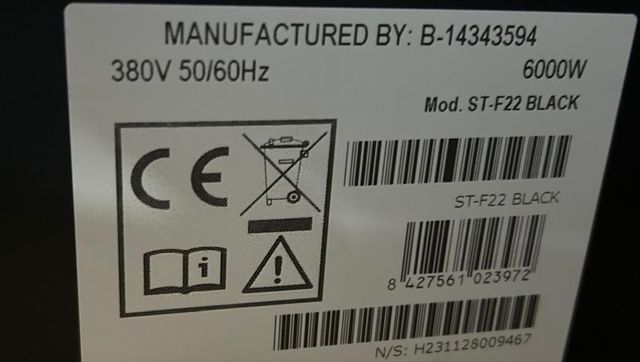 MANUFACTURED BY: B-14343594
380V 50/60Hz 6000W
Mod. ST-F22 BLACK
CE
ST-F22 BLACK
i
8 427561 023972
N/S: H231128009467